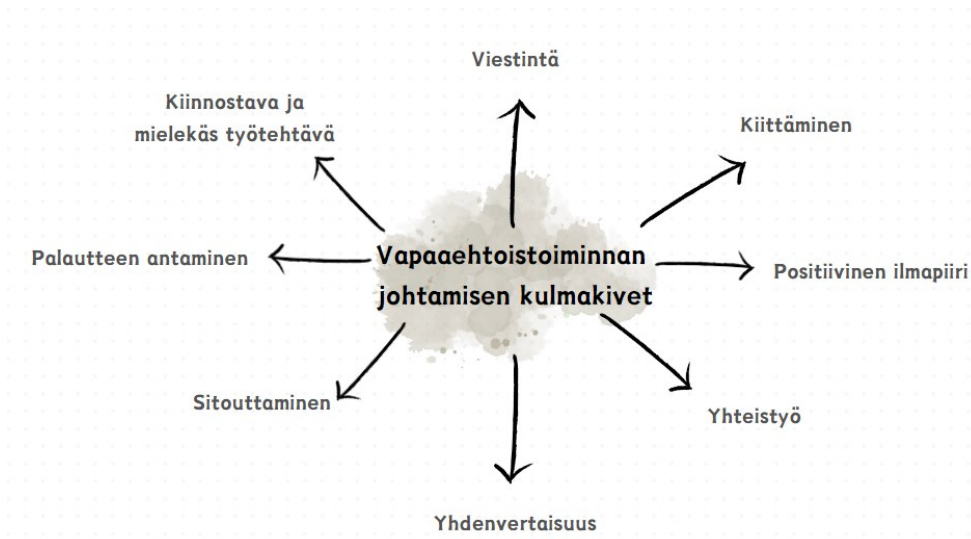 Viestintä
Kiinnostava ja
mielekäs työtehtävä
Kiittäminen
Palautteen antaminen
Vapaaehtoistoiminnan
johtamisen kulmakivet
Positiivinen ilmapiiri
Sitouttaminen
Yhteistyö
Yhdenvertaisuus